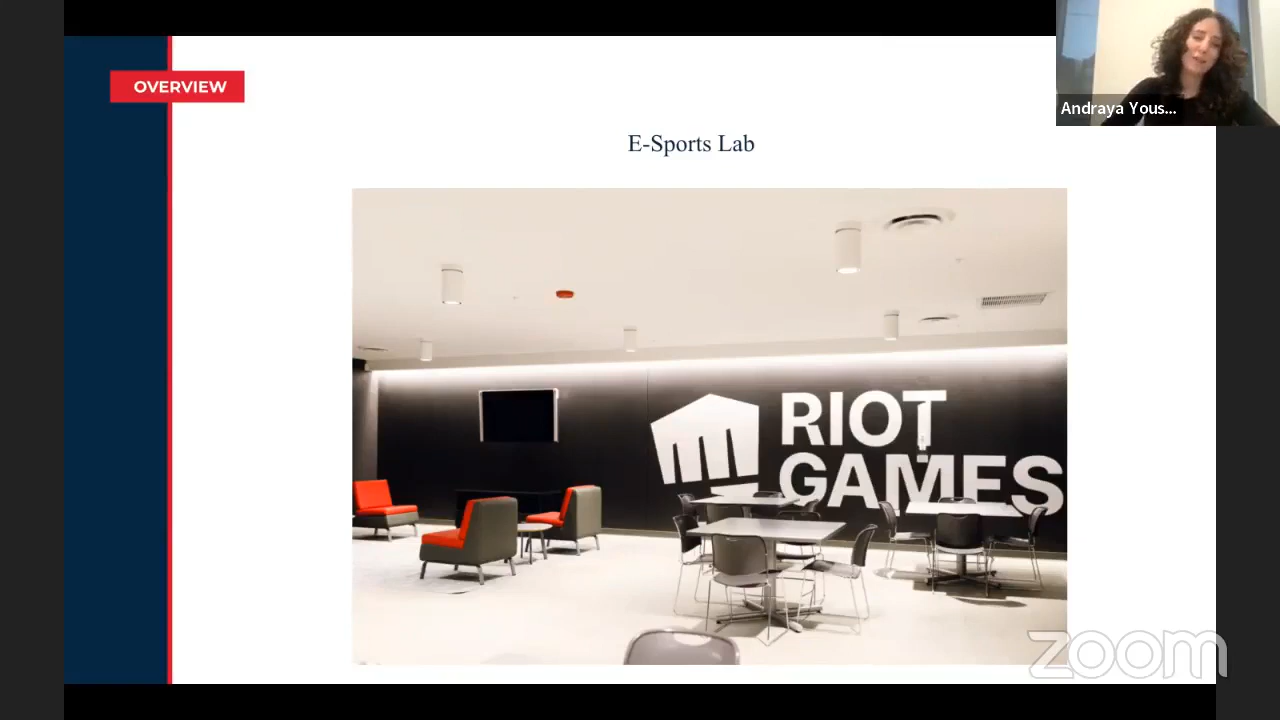 OVERVIEW
Andraya Yous...
E-Sports Lab
RIOT
GAMES
zoom